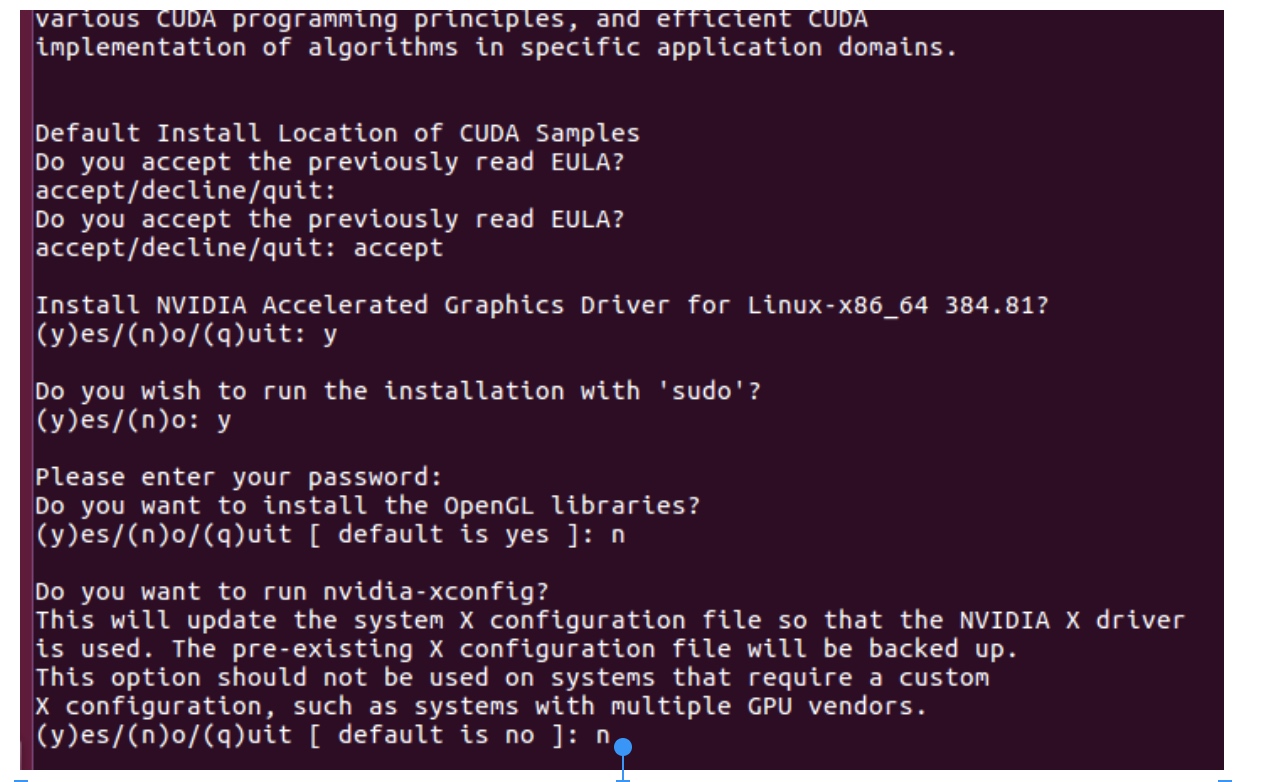 various CUDA programming principles, and efficient CUDA
implementation of algorithms in specific application domains.
Default Install Location of CUDA Samples
Do you accept the previously read EULA?
accept/decline/quit:
Do you accept the previously read EULA?
accept/decline/quit: accept
Install NVIDIA Accelerated Graphics Driver for Linux-x86_64 384.81?
(y)es/(n)o/(q)uit: y
Do you wish to run the installation with 'sudo'?
(y)es/(n)o: y
Please enter your password:
Do you want to install the OpenGL libraries?
(y)es/(n)o/(q)uit [ default is yes ]: n
Do you want to run nvidia-xconfig?
This will update the system X configuration file so that the NVIDIA X driver
is used. The pre-existing X configuration file will be backed up.
This option should not be used on systems that require a custom
X configuration, such as systems with multiple GPU vendors.
(y)es/(n)o/(q)uit [ default is no ]: n